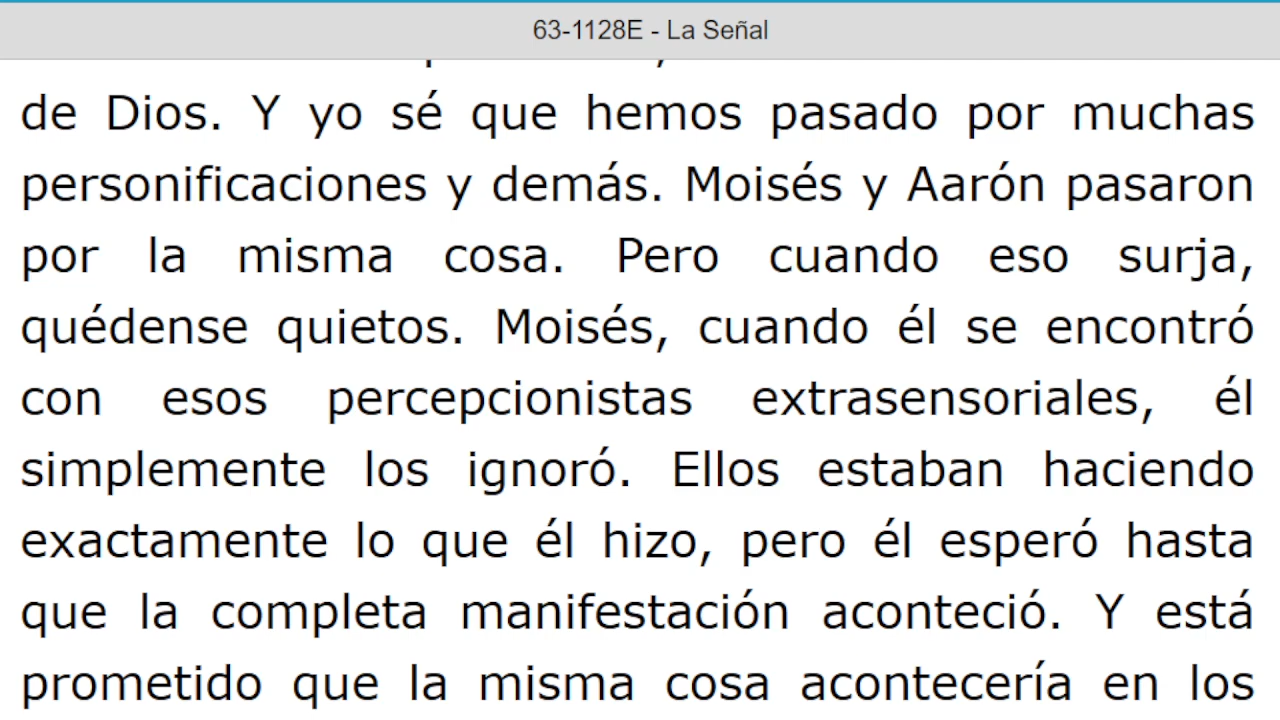 63-1128E - La Señal
de Dios. Y yo sé que hemos pasado por muchas
personificaciones y demás. Moisés y Aarón pasaron
por la misma cosa. Pero cuando eso surja,
quédense quietos. Moisés, cuando él se encontró
con esos percepcionistas extrasensoriales, él
simplemente los ignoró. Ellos estaban haciendo
exactamente lo que él hizo, pero él esperó hasta
que la completa manifestación aconteció. Y está
prometido que la misma cosa acontecería en los